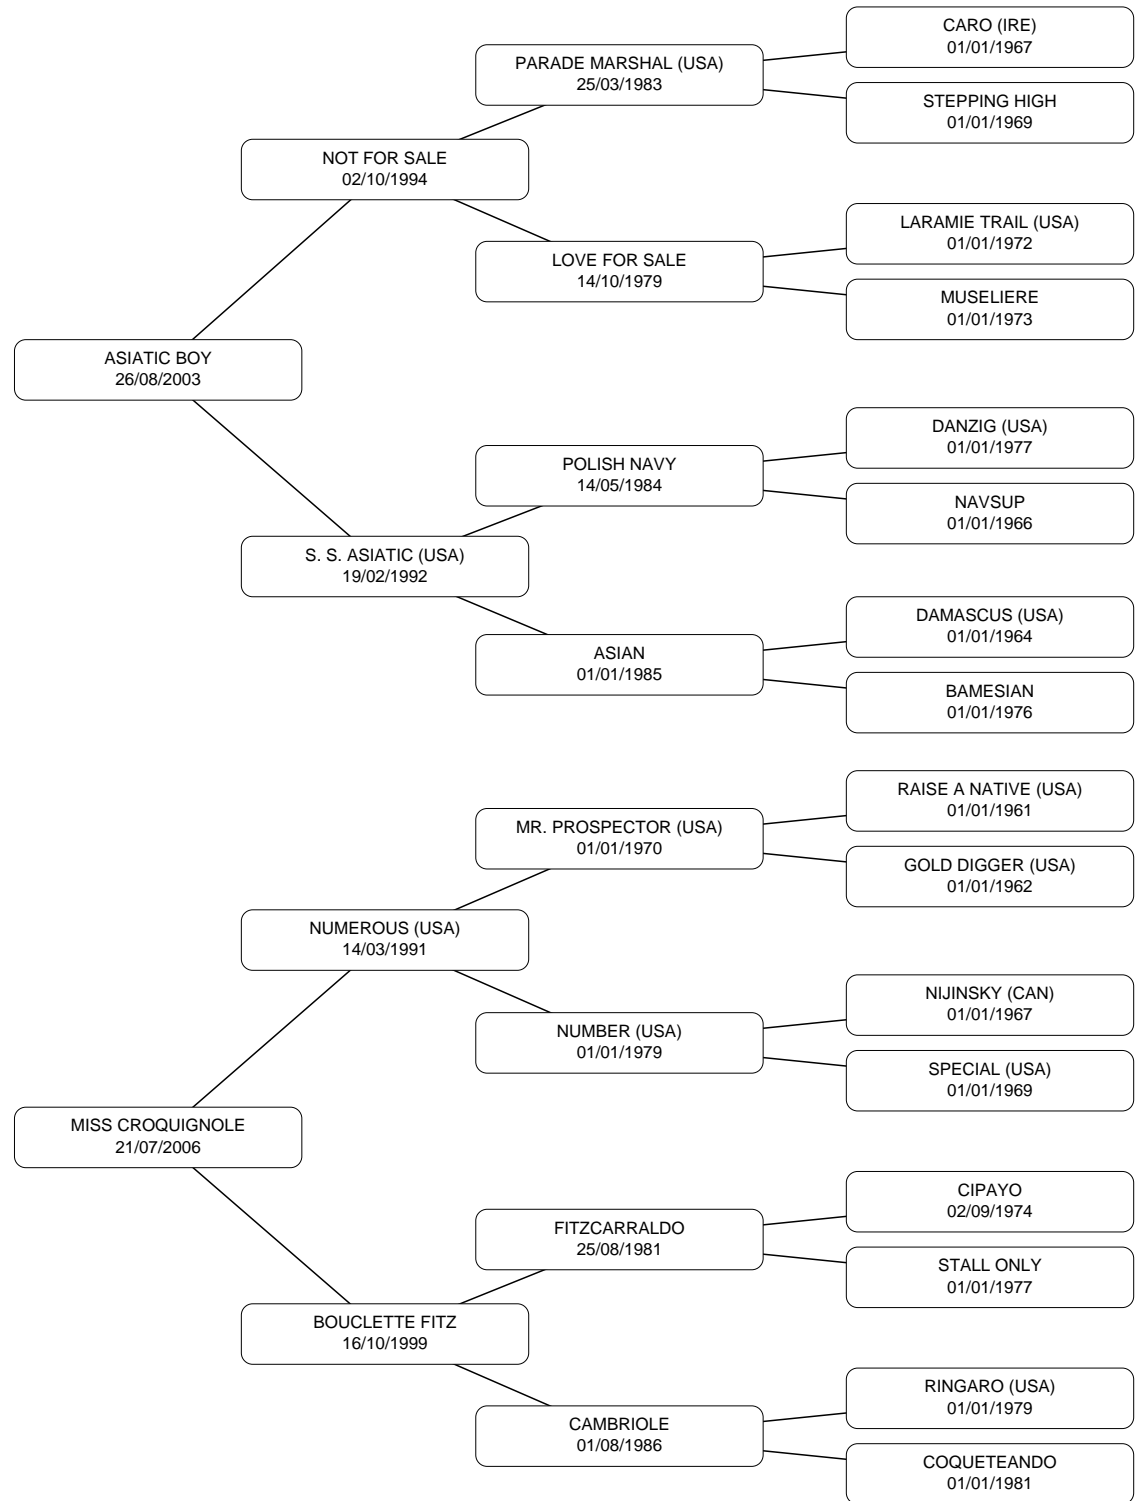 CARO (IRE)
01/01/1967
PARADE MARSHAL (USA)
25/03/1983
STEPPING HIGH
01/01/1969
NOT FOR SALE
02/10/1994
LARAMIE TRAIL (USA)
01/01/1972
LOVE FOR SALE
14/10/1979
MUSELIERE
01/01/1973
ASIATIC BOY
26/08/2003
DANZIG (USA)
01/01/1977
POLISH NAVY
14/05/1984
NAVSUP
01/01/1966
S. S. ASIATIC (USA)
19/02/1992
DAMASCUS (USA)
01/01/1964
ASIAN
01/01/1985
BAMESIAN
01/01/1976
RAISE A NATIVE (USA)
01/01/1961
MR. PROSPECTOR (USA)
01/01/1970
GOLD DIGGER (USA)
01/01/1962
NUMEROUS (USA)
14/03/1991
NIJINSKY (CAN)
01/01/1967
NUMBER (USA)
01/01/1979
SPECIAL (USA)
01/01/1969
MISS CROQUIGNOLE
21/07/2006
CIPAYO
02/09/1974
FITZCARRALDO
25/08/1981
STALL ONLY
01/01/1977
BOUCLETTE FITZ
16/10/1999
RINGARO (USA)
01/01/1979
CAMBRIOLE
01/08/1986
COQUETEANDO
01/01/1981